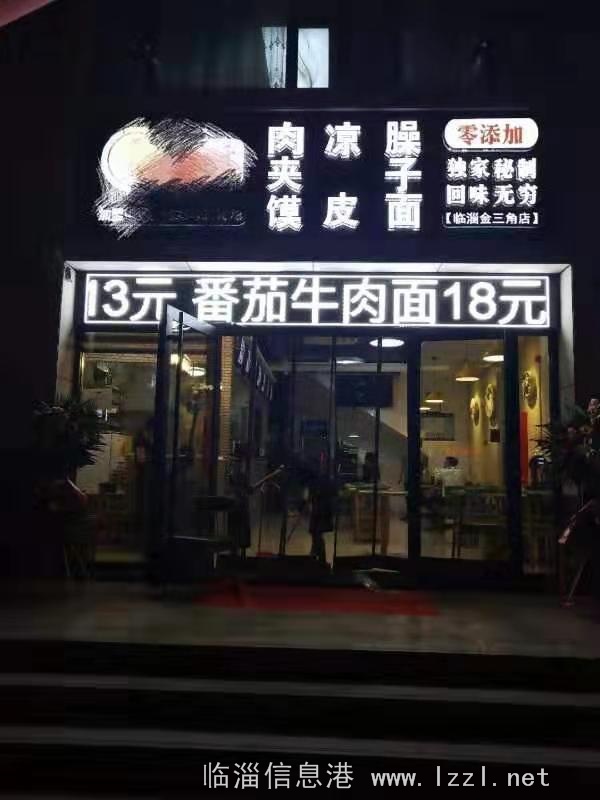 肉夹馍
凉皮
臊子面
零添加
独家秘制
回味无穷
【临淄金三角店】
13元 番茄牛肉面18元
临淄信息港 www.lzzl.net